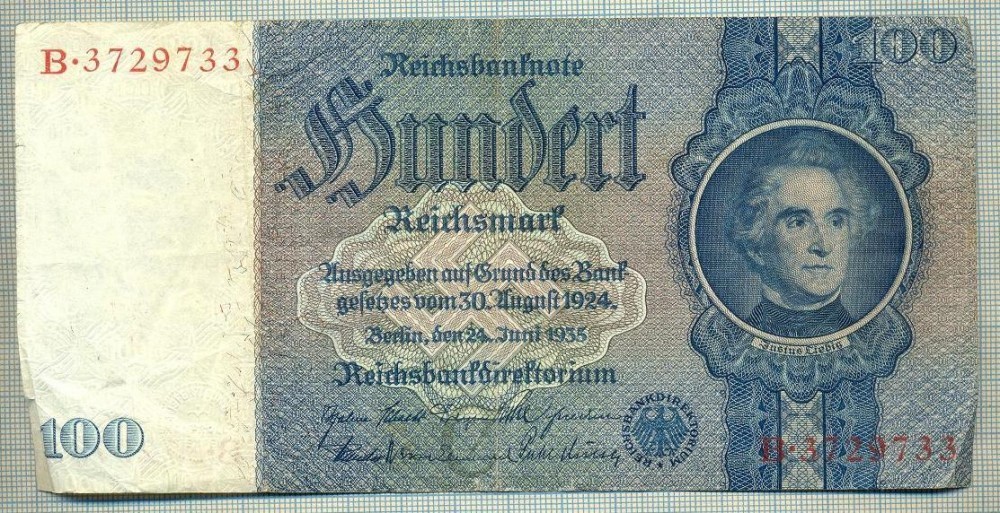 B·3729733
100
Reichsbanknote
Hundert
Reichsmark
Ausgegeben auf Grund des Bank-
gesetzes vom 30. August 1924.
Berlin, den 24. Juni 1935
Reichsbankdirektorium
Justus Liebig
REICHSBANKDIREKTORIUM
100
B·3729733